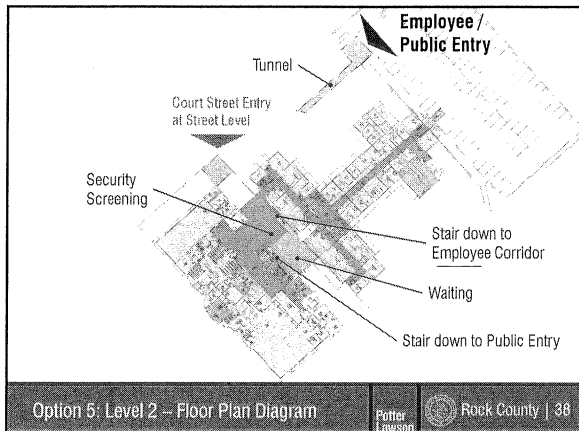 Employee /
Public Entry
Tunnel
Court Street Entry
at Street Level
Security
Screening
Stair down to
Employee Corridor
Waiting
Stair down to Public Entry
Option 5: Level 2 – Floor Plan Diagram
Potter
Lawson
Rock County | 38